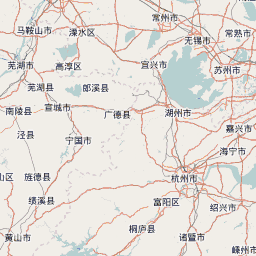 常州市
马鞍山市
溧水区
常熟市
无锡市
芜湖市
高淳区
宜兴市
苏州市
芜湖县
郎溪县
南陵县
宣城市
广德县
湖州市
泾县
嘉兴市
宁国市
海宁市
山区
旌德县
杭州市
绩溪县
富阳区
绍兴市
黄山市
桐庐县
诸暨市
嵊州市